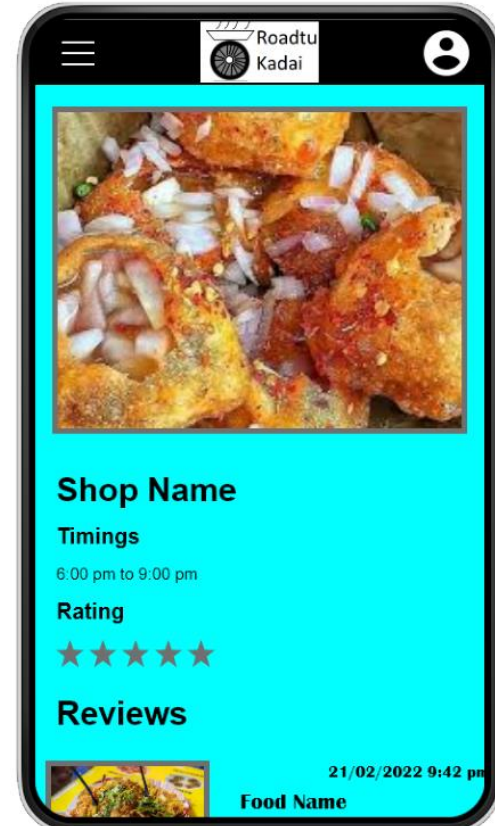 Roadtu
Kadai
Shop Name
Timings
6:00 pm to 9:00 pm
Rating
Reviews
21/02/2022 9:42 pm
Food Name